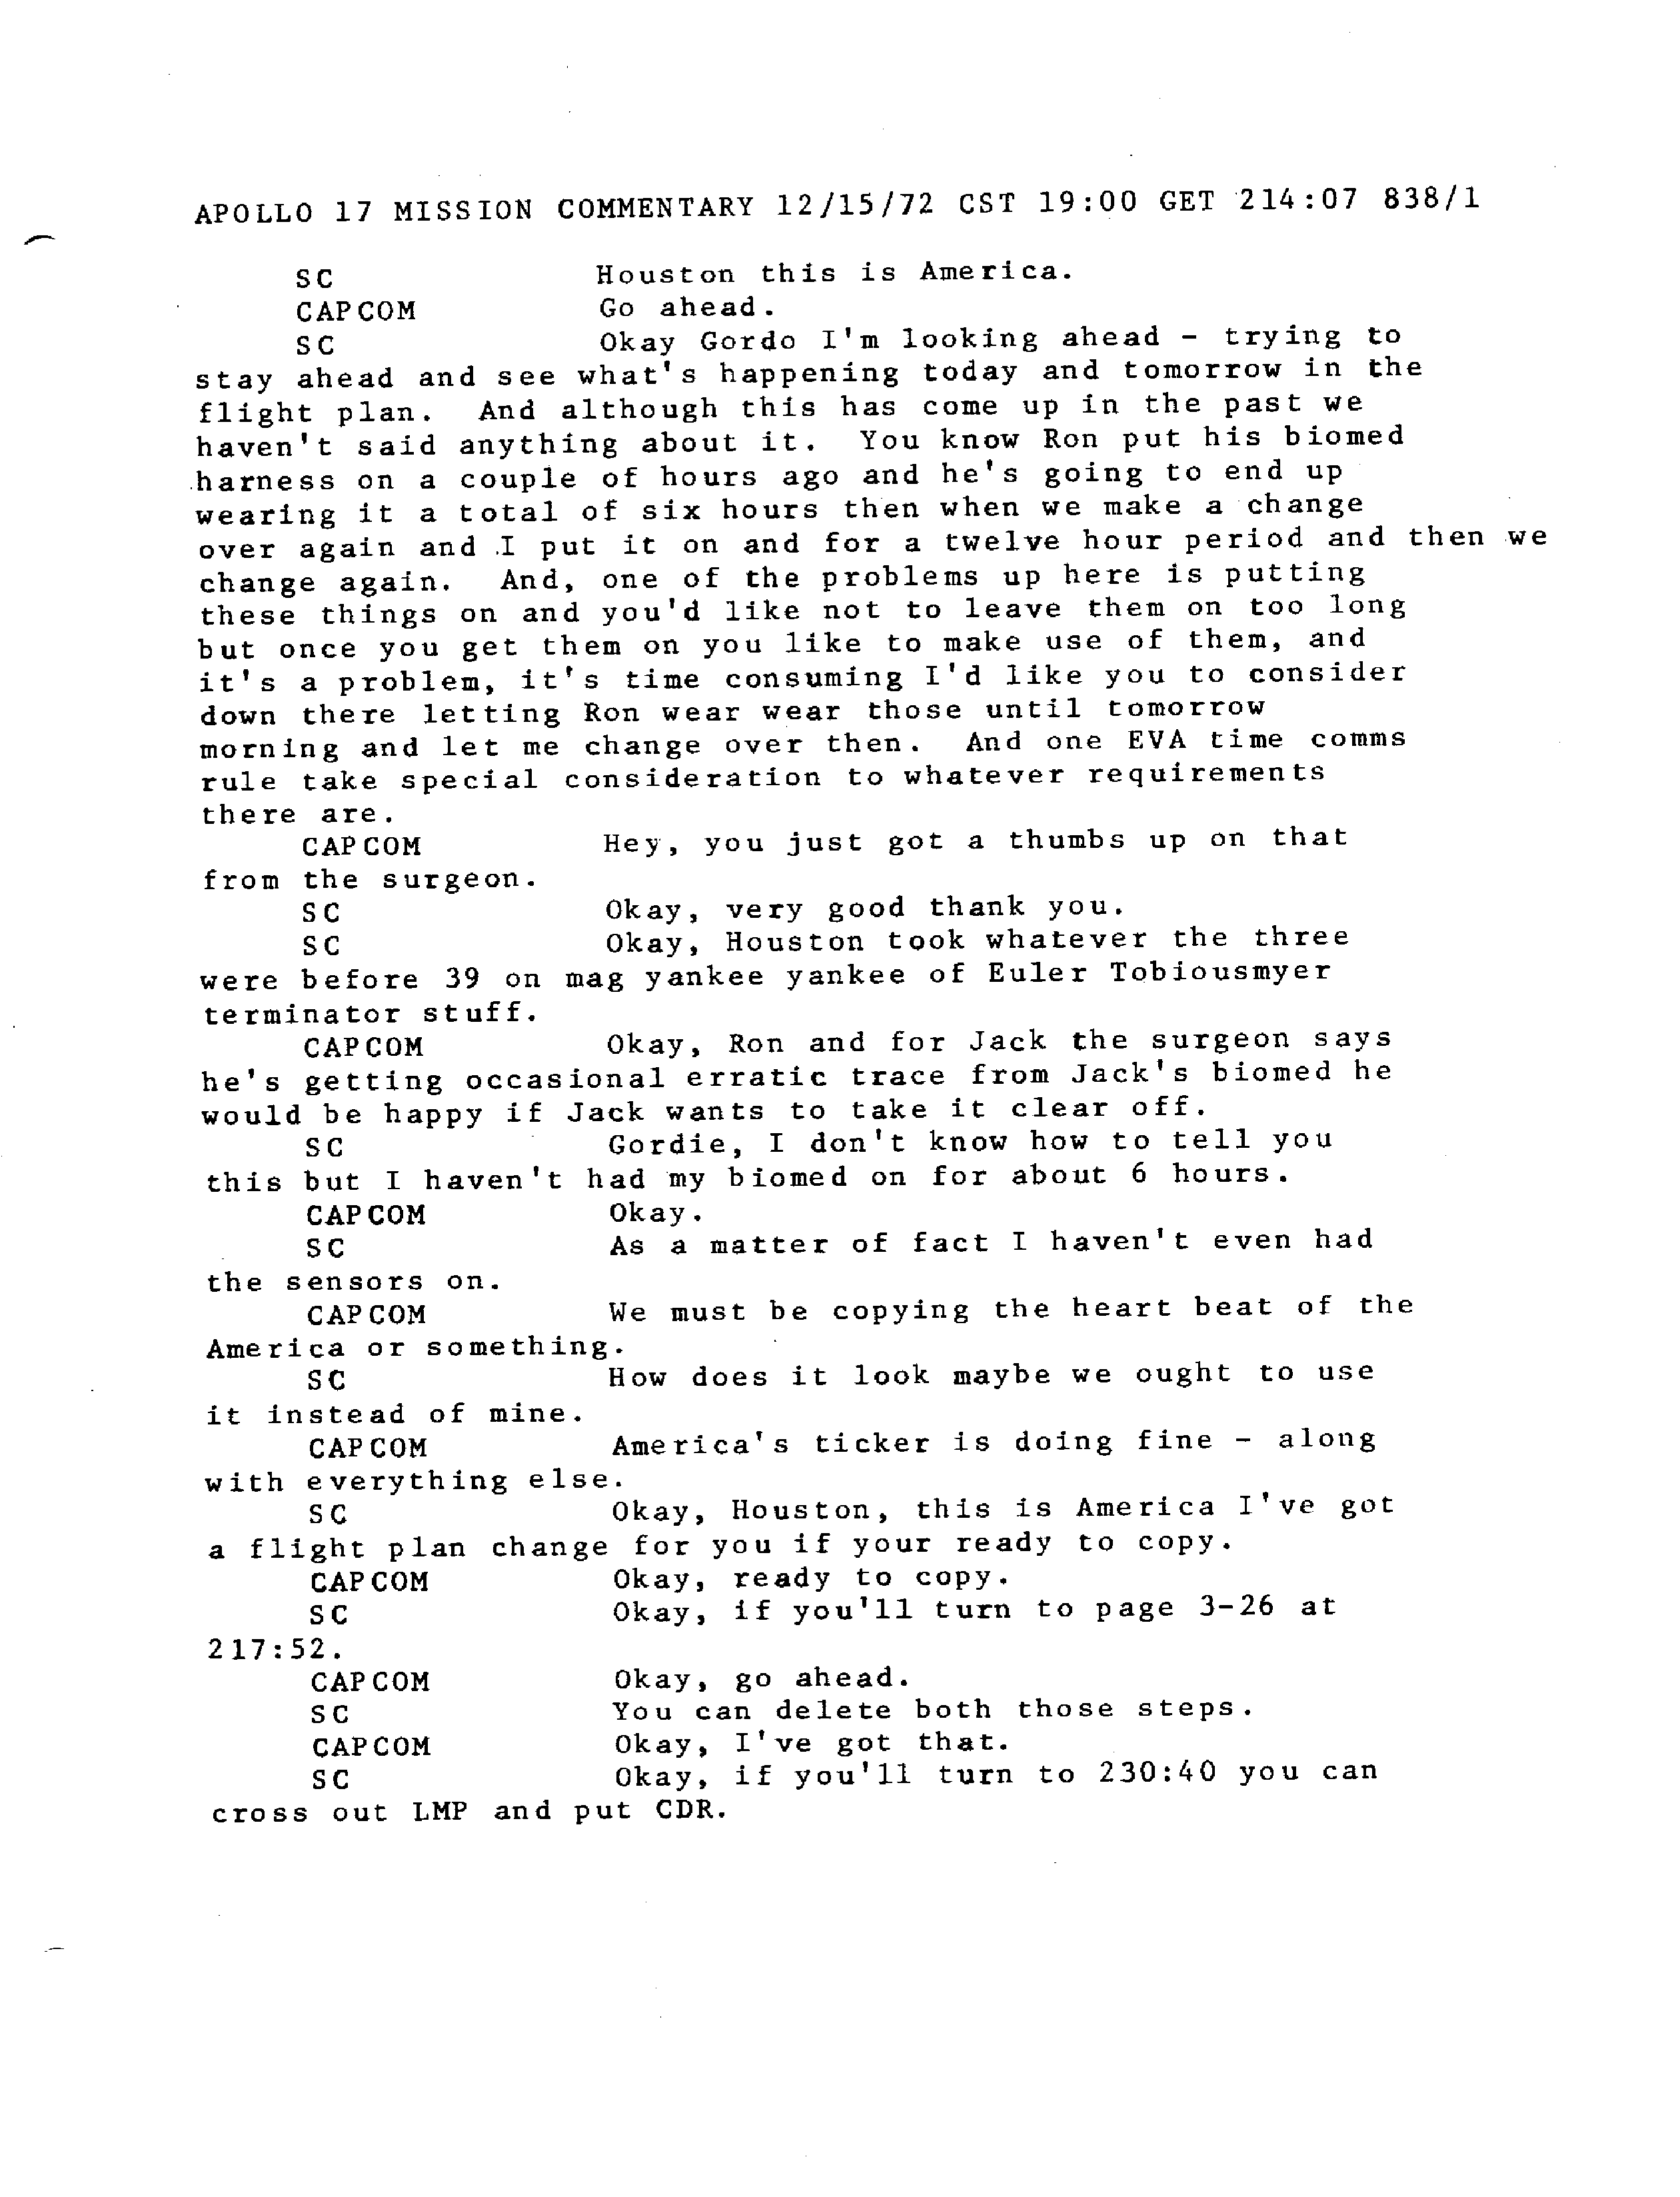 APOLLO 17 MISSION COMMENTARY 12/15/72 CST 19:00 GET 214:07 838/1
SC Houston this is America.
CAPCOM Go ahead.
SC Okay Gordo I'm looking ahead - trying to
stay ahead and see what's happening today and tomorrow in the
flight plan. And although this has come up in the past we
haven't said anything about it. You know Ron put his biomed
harness on a couple of hours ago and he's going to end up
wearing it a total of six hours then when we make a change
over again and I put it on and for a twelve hour period and then we
change again. And, one of the problems up here is putting
these things on and you'd like not to leave them on too long
but once you get them on you like to make use of them, and
it's a problem, it's time consuming I'd like you to consider
down there letting Ron wear wear those until tomorrow
morning and let me change over then. And one EVA time comms
rule take special consideration to whatever requirements
there are.
CAPCOM Hey, you just got a thumbs up on that
from the surgeon.
SC Okay, very good thank you.
SC Okay, Houston took whatever the three
were before 39 on mag yankee yankee of Euler Tobiousmyer
terminator stuff.
CAPCOM Okay, Ron and for Jack the surgeon says
he's getting occasional erratic trace from Jack's biomed he
would be happy if Jack wants to take it clear off.
SC Gordie, I don't know how to tell you
this but I haven't had my biomed on for about 6 hours.
CAPCOM Okay.
SC As a matter of fact I haven't even had
the sensors on.
CAPCOM We must be copying the heart beat of the
America or something.
SC How does it look maybe we ought to use
it instead of mine.
CAPCOM America's ticker is doing fine - along
with everything else.
SC Okay, Houston, this is America I've got
a flight plan change for you if your ready to copy.
CAPCOM Okay, ready to copy.
SC Okay, if you'll turn to page 3-26 at
217:52.
CAPCOM Okay, go ahead.
SC You can delete both those steps.
CAPCOM Okay, I've got that.
SC Okay, if you'll turn to 230:40 you can
cross out LMP and put CDR.